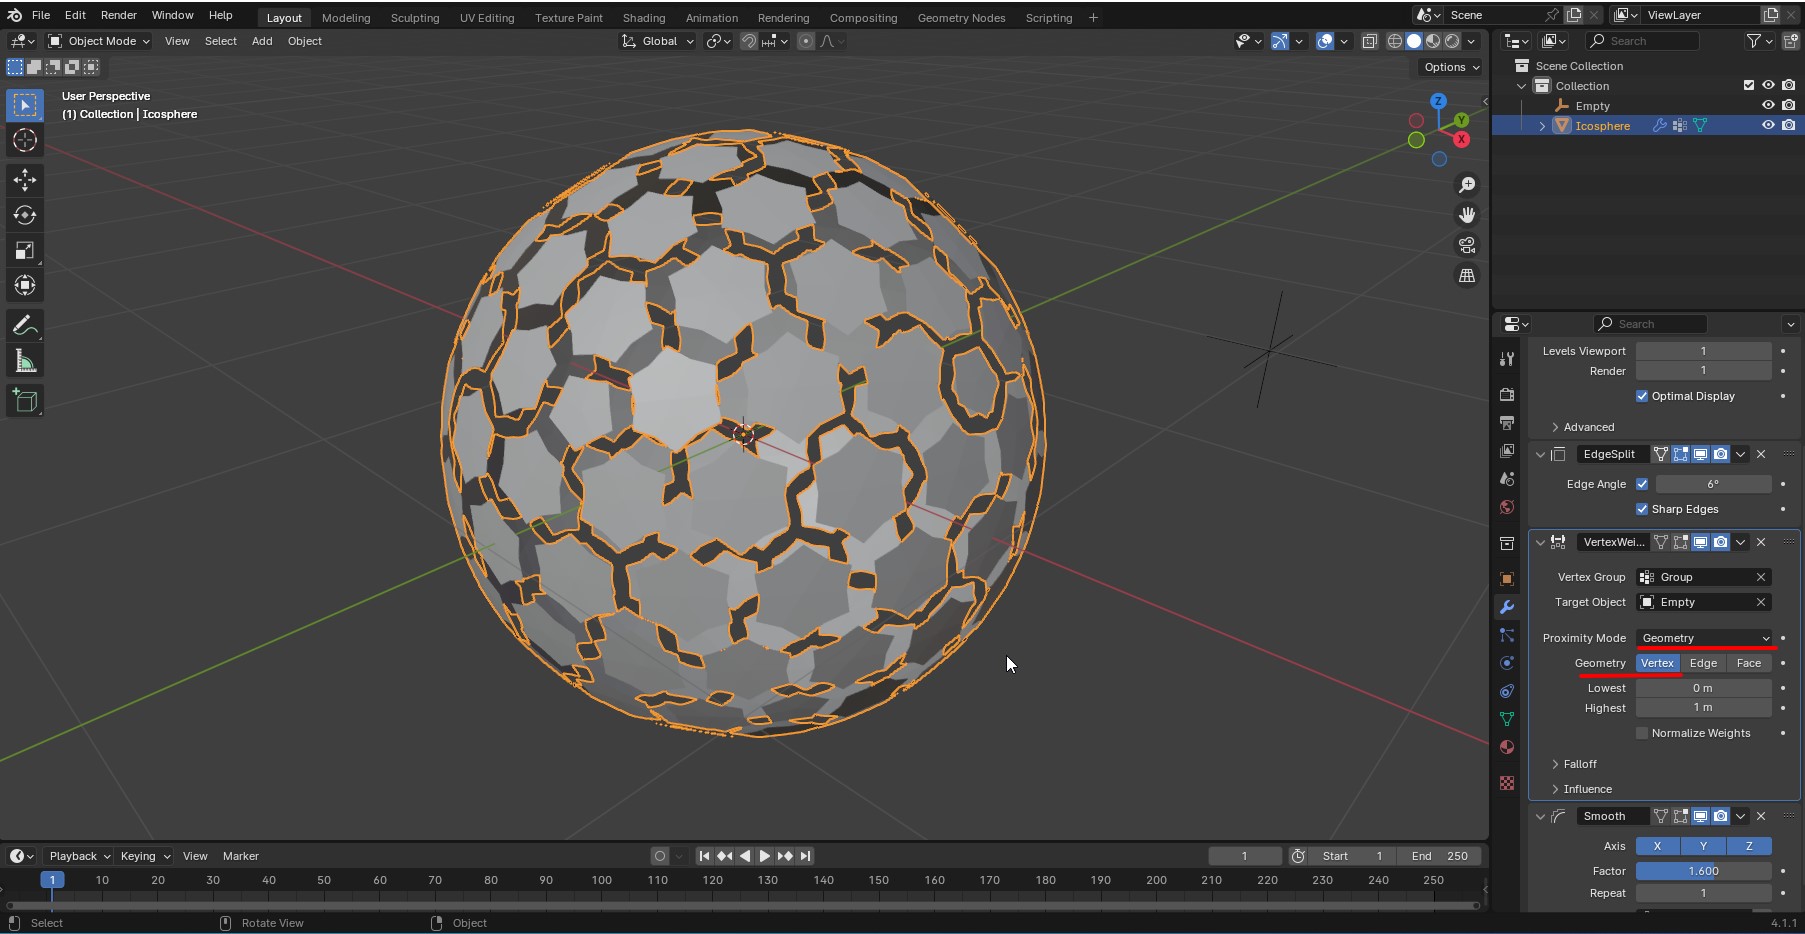 File Edit Render Window Help Layout Modeling Sculpting UV Editing Texture Paint Shading Animation Rendering Compositing Geometry Nodes Scripting + Scene ViewLayer
Object Mode View Select Add Object Global Search
Options
User Perspective
(1) Collection | Icosphere
Z
Y
X
Scene Collection
Collection
Empty
Icosphere
Search
Levels Viewport 1
Render 1
Optimal Display
Advanced
EdgeSplit
Edge Angle 6°
Sharp Edges
VertexWei...
Vertex Group Group
Target Object Empty
Proximity Mode Geometry
Geometry Vertex Edge Face
Lowest 0 m
Highest 1 m
Normalize Weights
Falloff
Influence
Smooth
Axis X Y Z
Factor 1.600
Repeat 1
Playback Keying View Marker 1 Start 1 End 250
1 10 20 30 40 50 60 70 80 90 100 110 120 130 140 150 160 170 180 190 200 210 220 230 240 250
Select Rotate View Object 4.1.1